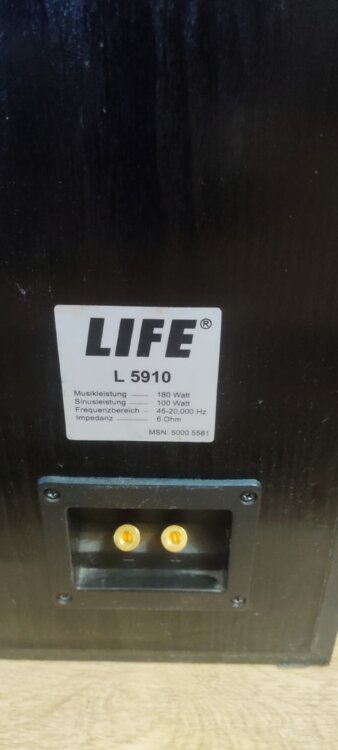 LIFE®
L 5910
Musikleistung ------ 180 Watt
Sinusleistung ------ 100 Watt
Frequenzbereich - 45-20,000 Hz
Impedanz ------------ 6 Ohm
MSN: 5000 5581